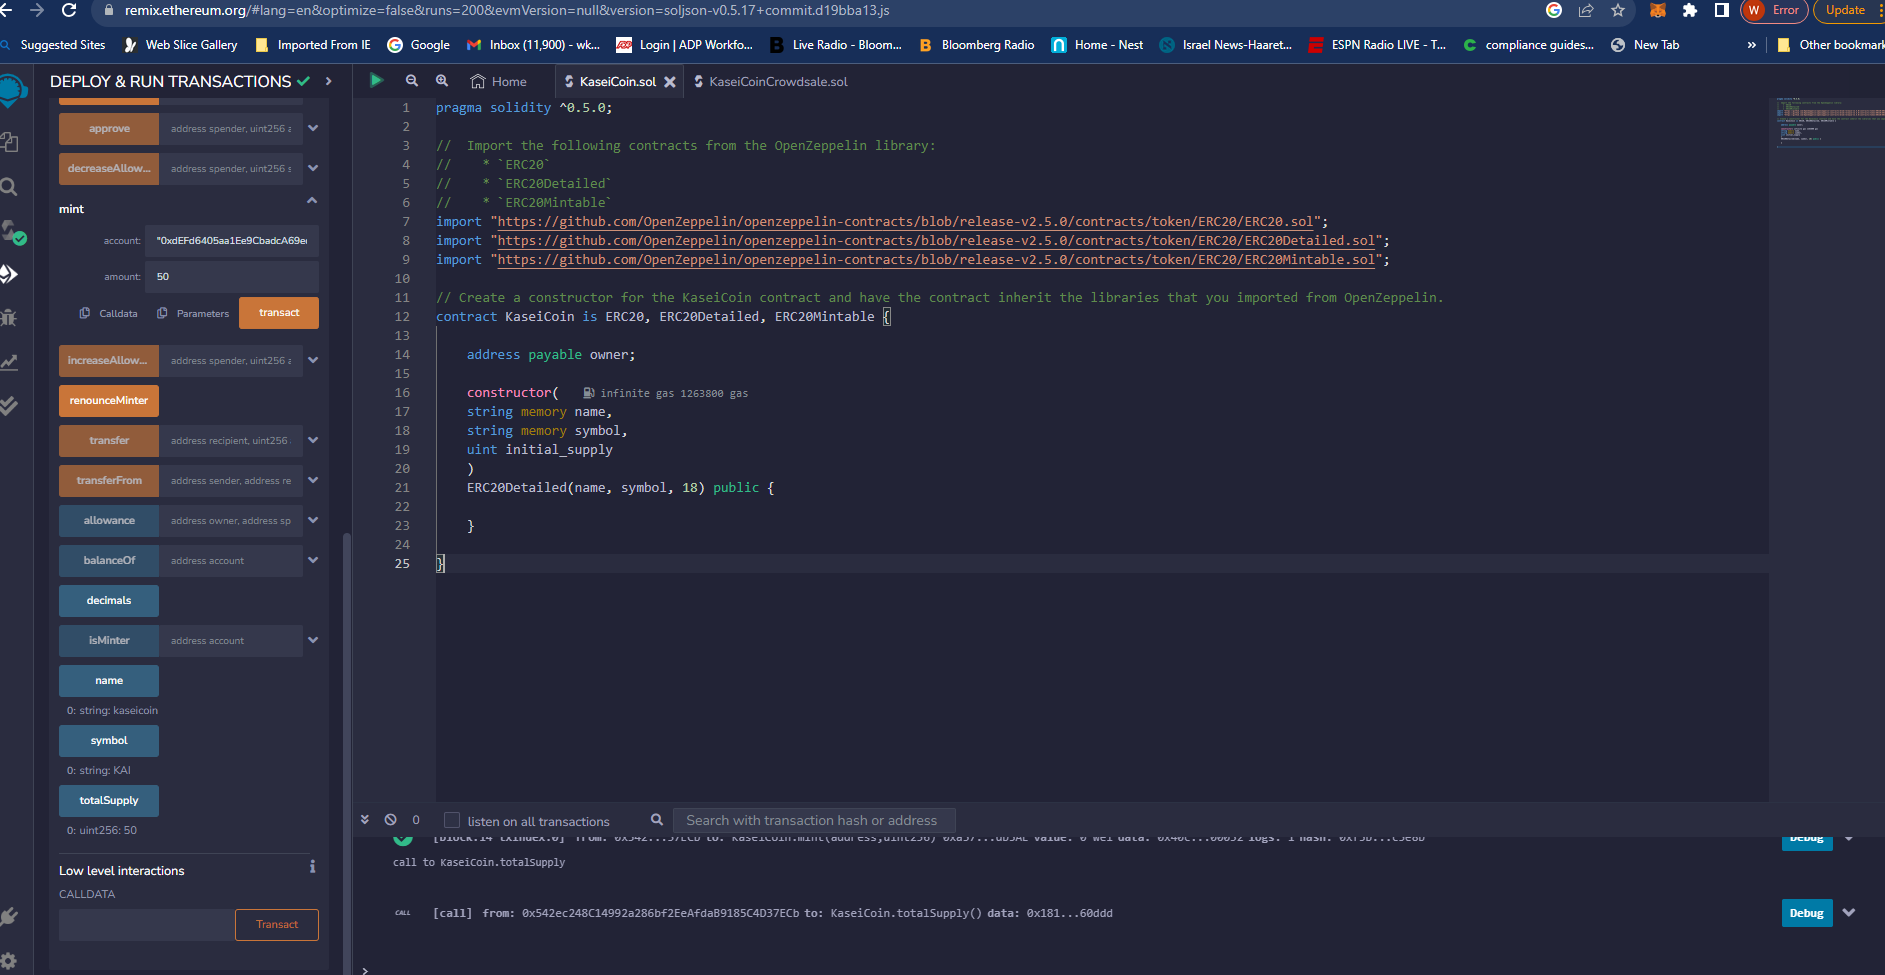 remix.ethereum.org/#lang=en&optimize=false&runs=200&evmVersion=null&version=soljson-v0.5.17+commit.d19bba13.js
W Error
Update
Suggested Sites
Web Slice Gallery
Imported From IE
Google
Inbox (11,900) - wk...
Login | ADP Workfo...
Live Radio - Bloom...
Bloomberg Radio
Home - Nest
Israel News-Haaret...
ESPN Radio LIVE - T...
compliance guides...
New Tab
»
Other bookmark
DEPLOY & RUN TRANSACTIONS
Home
KaseiCoin.sol
KaseiCoinCrowdsale.sol
approve
address spender, uint256 a
decreaseAllow...
address spender, uint256 s
mint
account: "0xdEFd6405aa1Ee9CbadcA69e
amount: 50
Calldata
Parameters
transact
increaseAllow...
address spender, uint256 a
renounceMinter
transfer
address recipient, uint256
transferFrom
address sender, address re
allowance
address owner, address sp
balanceOf
address account
decimals
isMinter
address account
name
0: string: kaseicoin
symbol
0: string: KAI
totalSupply
0: uint256: 50
Low level interactions
CALLDATA
Transact
1 pragma solidity ^0.5.0;
2
3 //  Import the following contracts from the OpenZeppelin library:
4 //    * `ERC20`
5 //    * `ERC20Detailed`
6 //    * `ERC20Mintable`
7 import "https://github.com/OpenZeppelin/openzeppelin-contracts/blob/release-v2.5.0/contracts/token/ERC20/ERC20.sol";
8 import "https://github.com/OpenZeppelin/openzeppelin-contracts/blob/release-v2.5.0/contracts/token/ERC20/ERC20Detailed.sol";
9 import "https://github.com/OpenZeppelin/openzeppelin-contracts/blob/release-v2.5.0/contracts/token/ERC20/ERC20Mintable.sol";
10
11 // Create a constructor for the KaseiCoin contract and have the contract inherit the libraries that you imported from OpenZeppelin.
12 contract KaseiCoin is ERC20, ERC20Detailed, ERC20Mintable {
13
14 address payable owner;
15
16 constructor( infinite gas 1263800 gas
17 string memory name,
18 string memory symbol,
19 uint initial_supply
20 )
21 ERC20Detailed(name, symbol, 18) public {
22
23 }
24
25 }
0
listen on all transactions
Search with transaction hash or address
[block:14 txIndex:0] from: 0x542...37ECb to: KaseiCoin.mint(address,uint256) value: 0 wei logs: 1
Debug
call to KaseiCoin.totalSupply
CALL
[call] from: 0x542ec248C14992a286bf2EeAfdaB9185C4D37ECb to: KaseiCoin.totalSupply() data: 0x181...60ddd
Debug
>